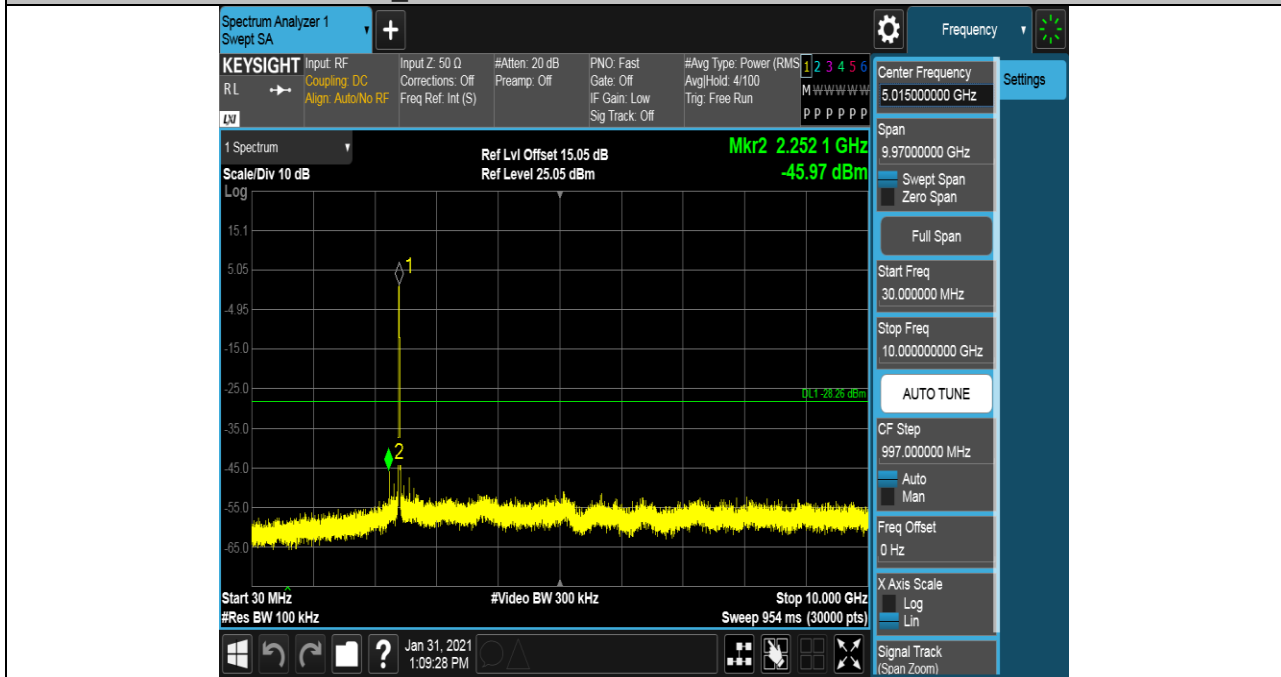 Spectrum Analyzer 1
Swept SA
+
Frequency
KEYSIGHT
RL
LXI
Input: RF
Coupling: DC
Align: Auto/No RF
Input Z: 50 Ω
Corrections: Off
Freq Ref: Int (S)
#Atten: 20 dB
Preamp: Off
PNO: Fast
Gate: Off
IF Gain: Low
Sig Track: Off
#Avg Type: Power (RMS
Avg|Hold: 4/100
Trig: Free Run
1 2 3 4 5 6
M W W W W W
P P P P P P
1 Spectrum
Scale/Div 10 dB
Ref Lvl Offset 15.05 dB
Ref Level 25.05 dBm
Mkr2 2.252 1 GHz
-45.97 dBm
Log
15.1
5.05
-4.95
-15.0
-25.0
-35.0
-45.0
-55.0
-65.0
1
2
DL1 -28.26 dBm
Start 30 MHz
#Res BW 100 kHz
#Video BW 300 kHz
Stop 10.000 GHz
Sweep 954 ms (30000 pts)
?
Jan 31, 2021
1:09:28 PM
Center Frequency
5.015000000 GHz
Span
9.97000000 GHz
Swept Span
Zero Span
Full Span
Start Freq
30.000000 MHz
Stop Freq
10.000000000 GHz
AUTO TUNE
CF Step
997.000000 MHz
Auto
Man
Freq Offset
0 Hz
X Axis Scale
Log
Lin
Signal Track
(Span Zoom)
Settings